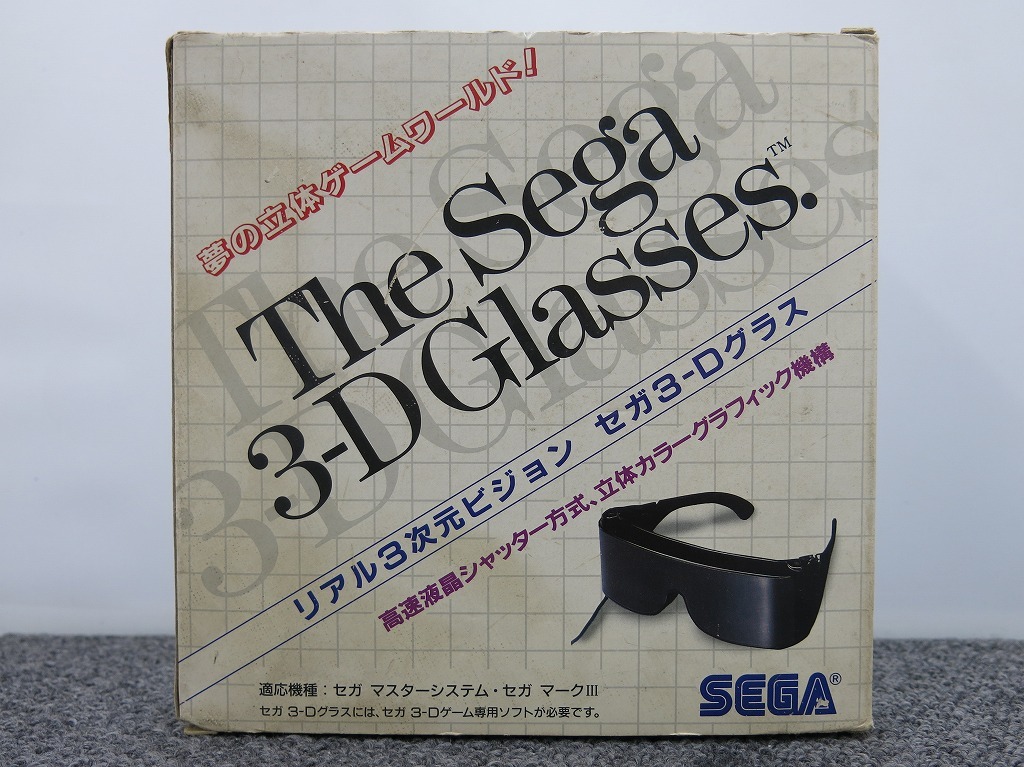 夢の立体ゲームワールド!
The Sega
3-D Glasses.™
リアル3次元ビジョン セガ3-Dグラス
高速液晶シャッター方式、立体カラーグラフィック機構
適応機種:セガ マスターシステム・セガ マークIII
セガ 3-Dグラスには、セガ 3-Dゲーム専用ソフトが必要です。
SEGA®